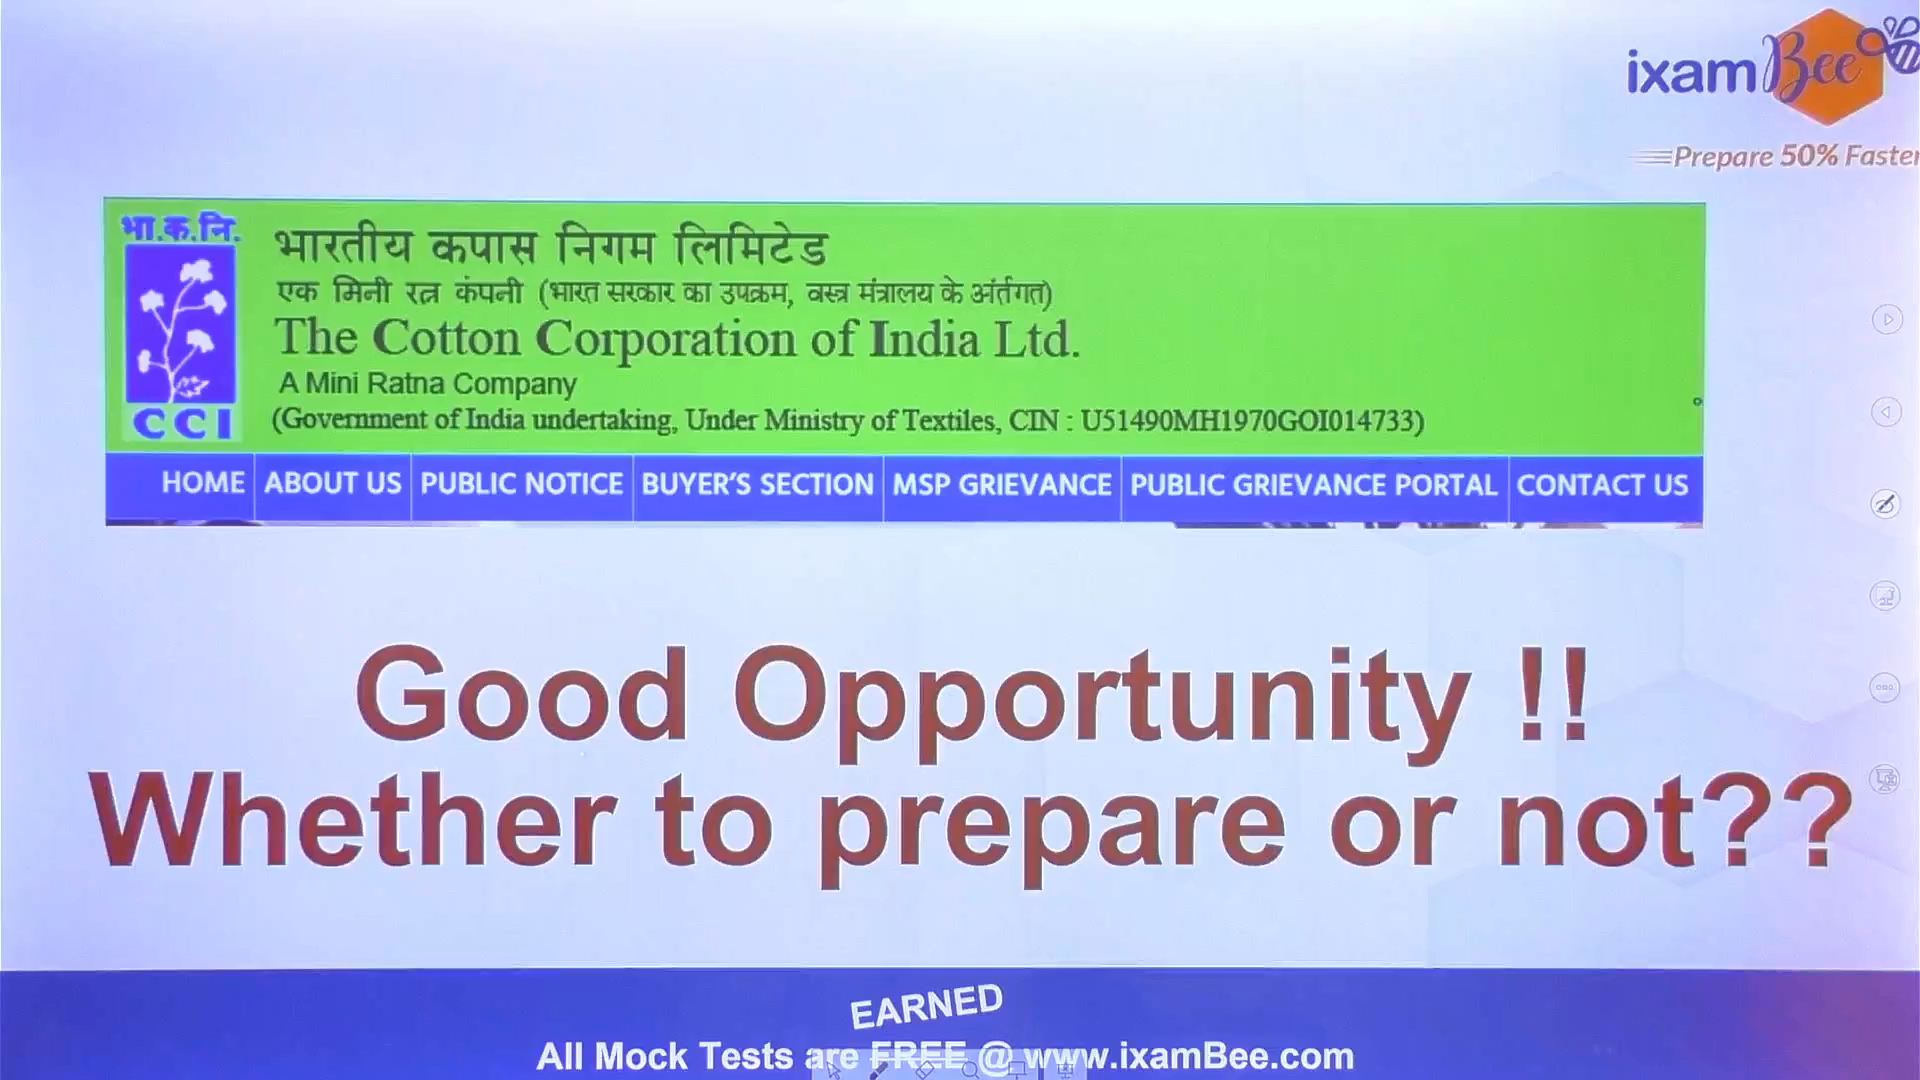 ixamBee
Prepare 50% Faster
भा.क.नि.
CCI
भारतीय कपास निगम लिमिटेड
एक मिनी रत्न कंपनी (भारत सरकार का उपक्रम, वस्त्र मंत्रालय के अंर्तगत)
The Cotton Corporation of India Ltd.
A Mini Ratna Company
(Government of India undertaking, Under Ministry of Textiles, CIN : U51490MH1970GOI014733)
HOME ABOUT US PUBLIC NOTICE BUYER'S SECTION MSP GRIEVANCE PUBLIC GRIEVANCE PORTAL CONTACT US
Good Opportunity !!
Whether to prepare or not??
EARNED
All Mock Tests are FREE @ www.ixamBee.com